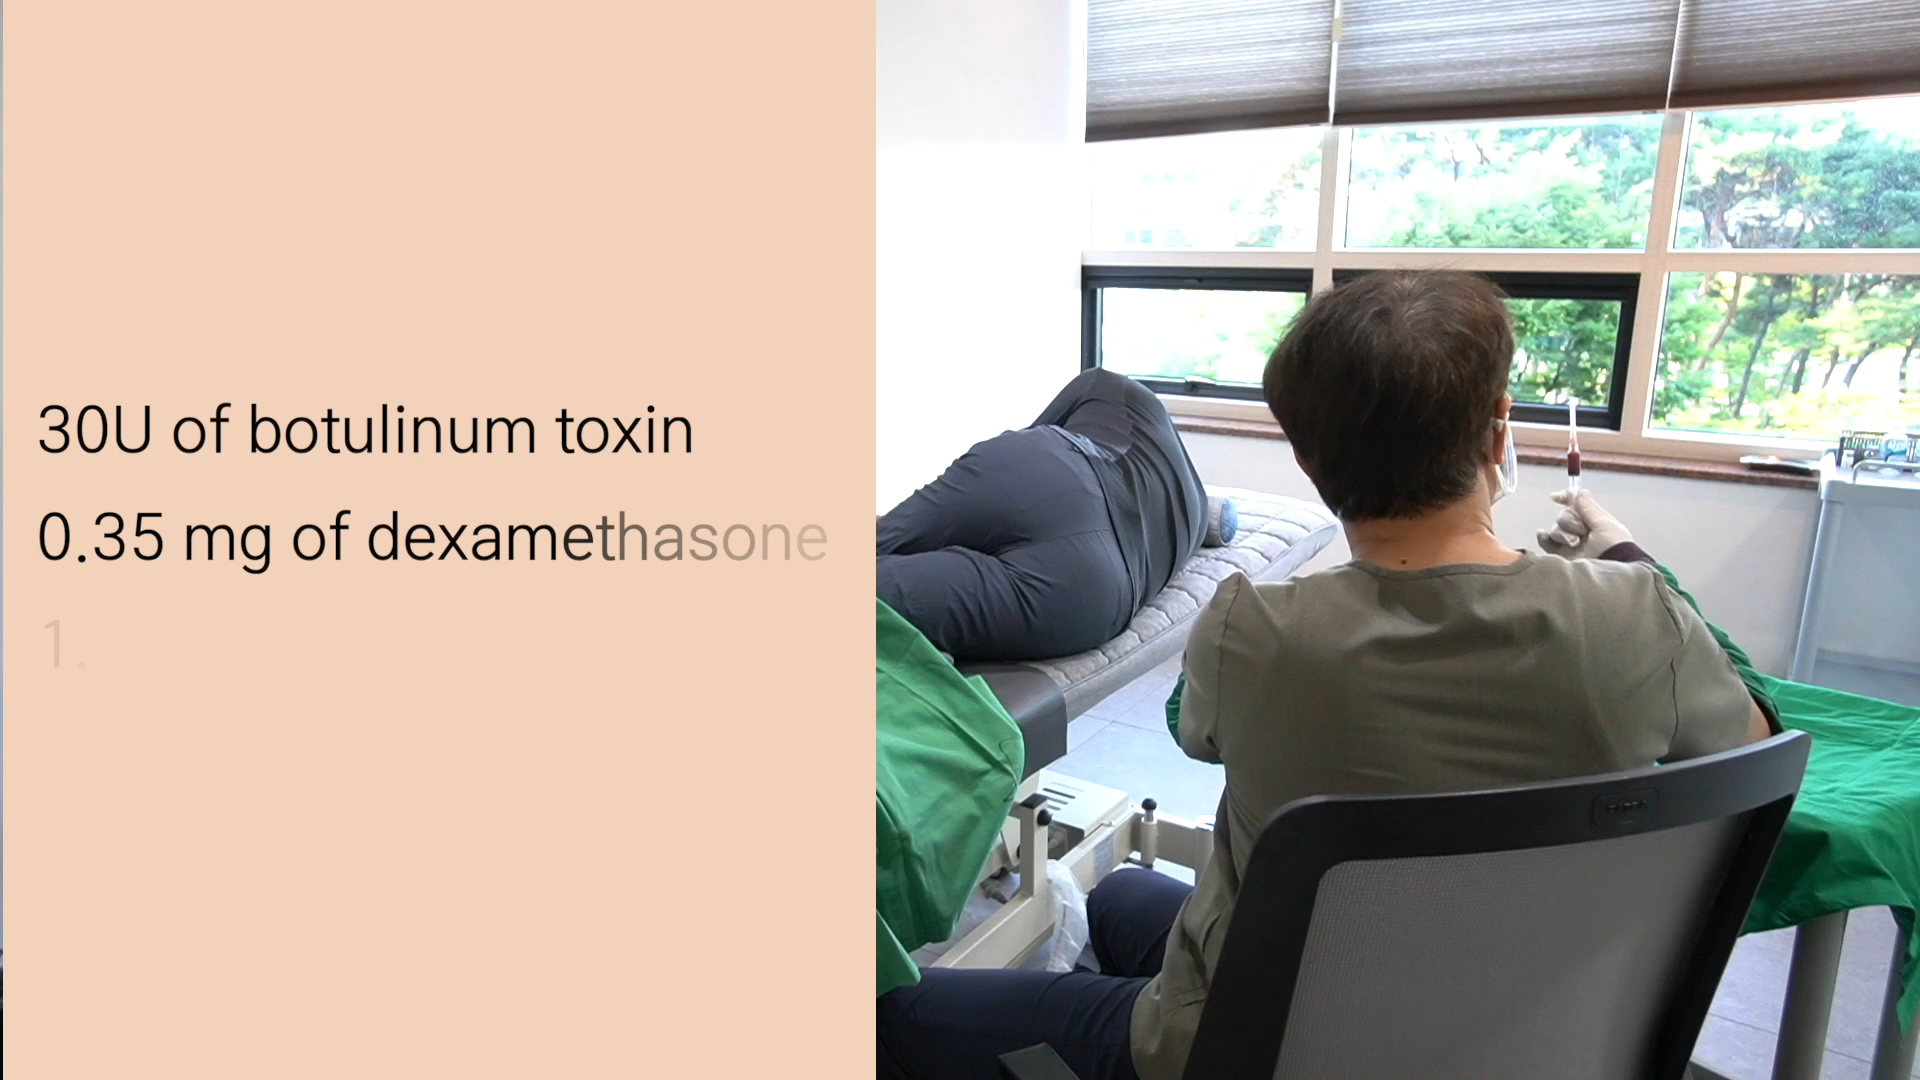 30U of botulinum toxin
0.35 mg of dexamethasone
1.